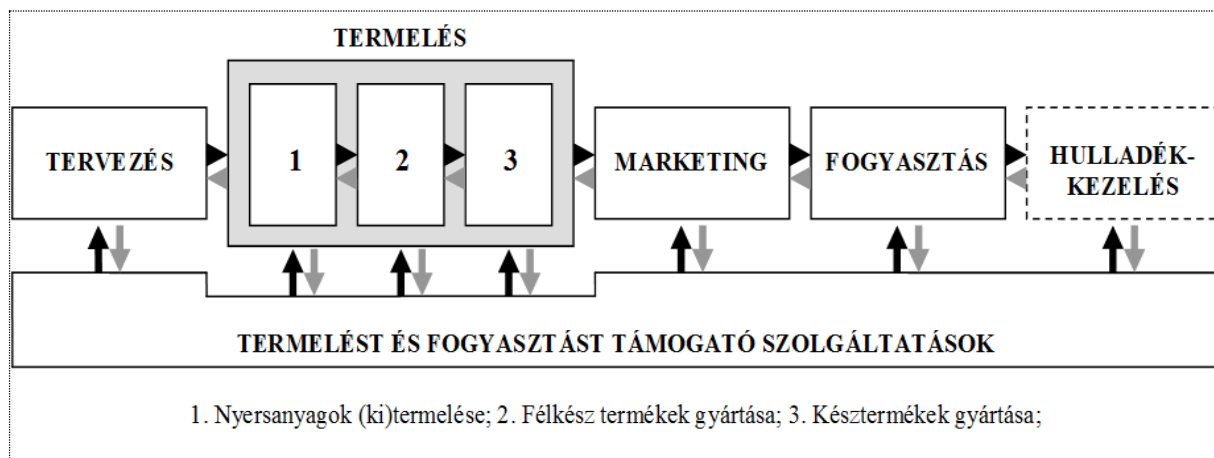 TERMELÉS
TERVEZÉS
1
2
3
MARKETING
FOGYASZTÁS
HULLADÉK-
KEZELÉS
TERMELÉST ÉS FOGYASZTÁST TÁMOGATÓ SZOLGÁLTATÁSOK
1. Nyersanyagok (ki)termelése; 2. Félkész termékek gyártása; 3. Késztermékek gyártása;